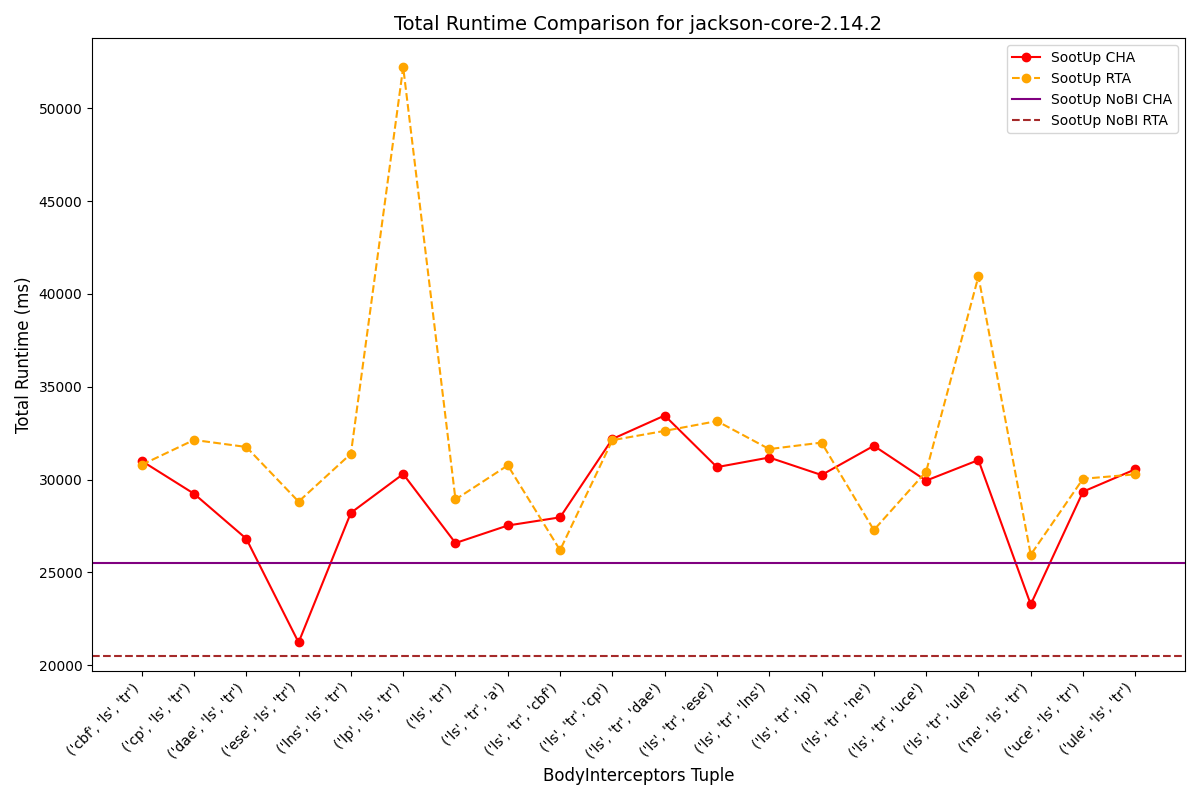 Total Runtime Comparison for jackson-core-2.14.2
SootUp CHA
SootUp RTA
SootUp NoBI CHA
SootUp NoBI RTA
Total Runtime (ms)
50000
45000
40000
35000
30000
25000
20000
('cbf', 'ls', 'tr')
('cp', 'ls', 'tr')
('dae', 'ls', 'tr')
('ese', 'ls', 'tr')
('lns', 'ls', 'tr')
('lp', 'ls', 'tr')
('ls', 'tr')
('ls', 'tr', 'a')
('ls', 'tr', 'cbf')
('ls', 'tr', 'cp')
('ls', 'tr', 'dae')
('ls', 'tr', 'ese')
('ls', 'tr', 'lns')
('ls', 'tr', 'lp')
('ls', 'tr', 'ne')
('ls', 'tr', 'uce')
('ls', 'tr', 'ule')
('ne', 'ls', 'tr')
('uce', 'ls', 'tr')
('ule', 'ls', 'tr')
BodyInterceptors Tuple